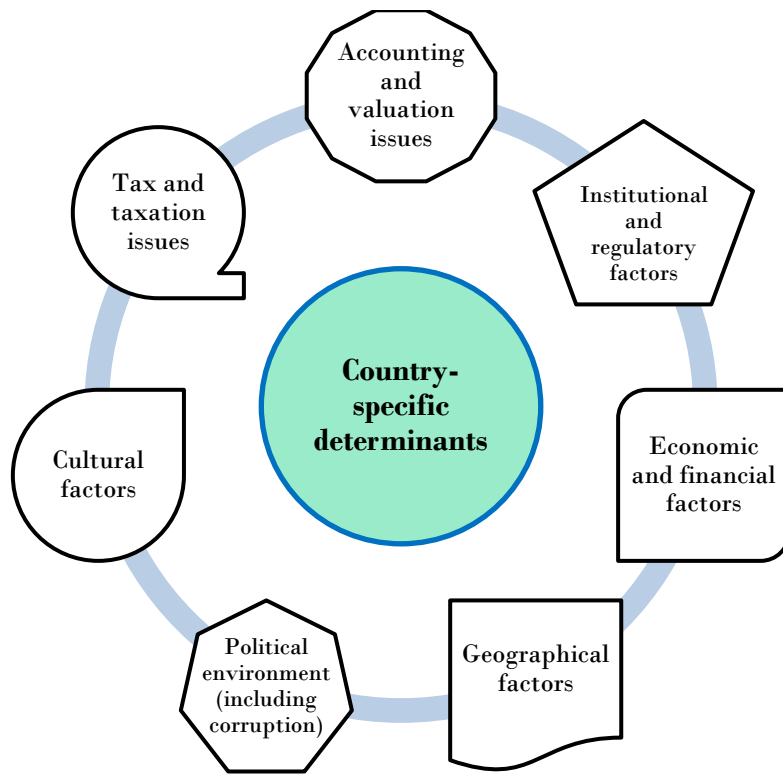 Accounting
and
valuation
issues
Institutional
and
regulatory
factors
Economic
and financial
factors
Geographical
factors
Political
environment
(including
corruption)
Cultural
factors
Tax and
taxation
issues
Country-
specific
determinants